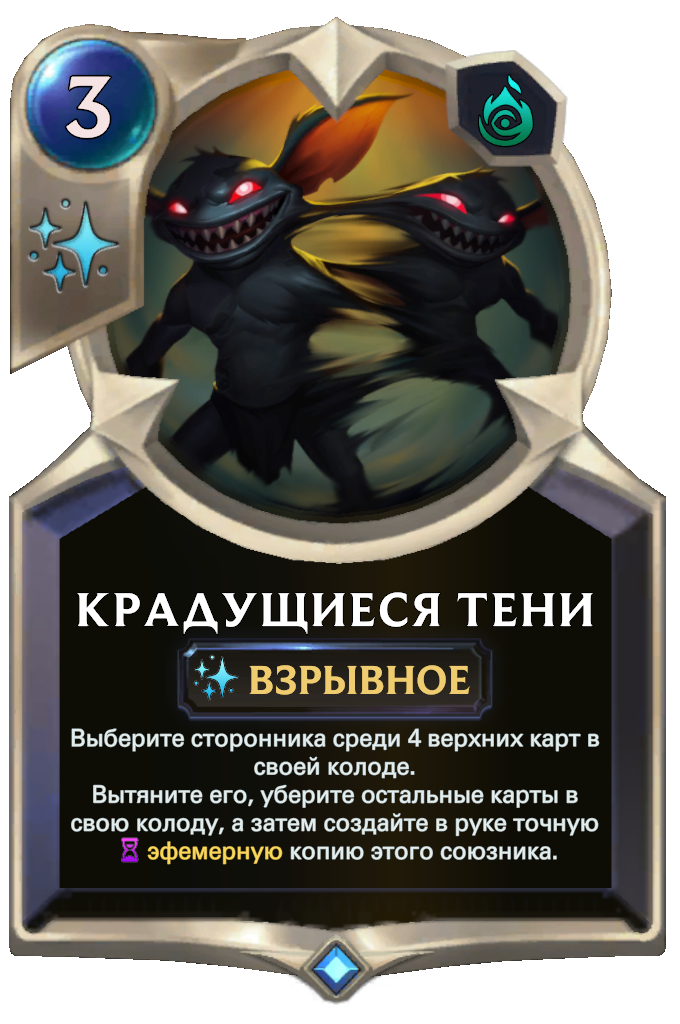 3
КРАДУЩИЕСЯ ТЕНИ
ВЗРЫВНОЕ
Выберите сторонника среди 4 верхних карт в
своей колоде.
Вытяните его, уберите остальные карты в
свою колоду, а затем создайте в руке точную
эфемерную копию этого союзника.